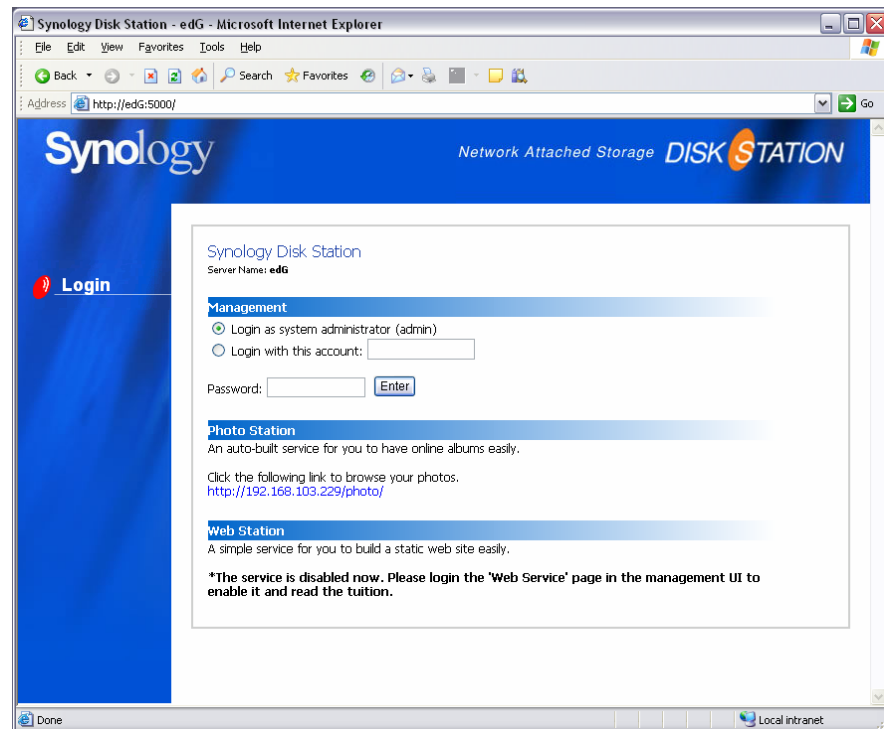 Synology Disk Station - edG - Microsoft Internet Explorer
File Edit View Favorites Tools Help
Back Search Favorites
Address http://edG:5000/ Go
Synology Network Attached Storage DISK STATION
Login
Synology Disk Station
Server Name: edG
Management
Login as system administrator (admin)
Login with this account:
Password: Enter
Photo Station
An auto-built service for you to have online albums easily.
Click the following link to browse your photos.
http://192.168.103.229/photo/
Web Station
A simple service for you to build a static web site easily.
*The service is disabled now. Please login the 'Web Service' page in the management UI to
enable it and read the tuition.
Done Local intranet